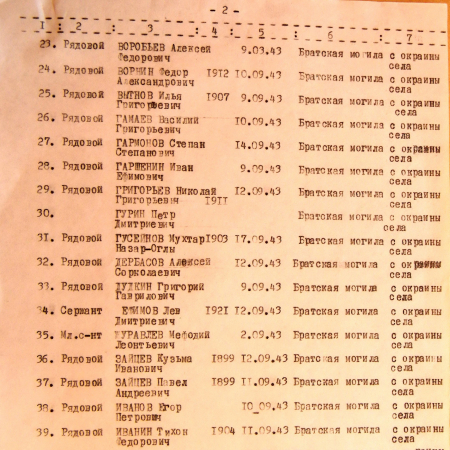 - 2 -
1 : 2 : 3 : 4 : 5 : 6 : 7
23. Рядовой ВОРОБЬЕВ Алексей 9.03.43 Братская могила с окраины
Федорович села
24. Рядовой ВОРНИН Федор 1912 10.09.43 Братская могила с окраины
Александрович села
25. Рядовой ВЫГНОВ Илья 1907 9.09.43 Братская могила с окраины
Григорьевич села
26. Рядовой ГАМАЕВ Василий 10.09.43 Братская могила с окраины
Григорьевич села
27. Рядовой ГАРМОНОВ Степан 14.09.43 Братская могила с окраины
Степанович села
28. Рядовой ГАРШЕНИН Иван 9.09.43 Братская могила с окраины
Ефимович села
29. Рядовой ГРИГОРЬЕВ Николай 12.09.43 Братская могила с окраины
Григорьевич 1911 села
30. ГУРИН Петр Братская могила с окраины
Дмитриевич села
31. Рядовой ГУСЕЙНОВ Мухтар 1903 17.09.43 Братская могила с окраины
Назар-Оглы села
32. Рядовой ДЕРБАСОВ Алексей 12.09.43 Братская могила с окраины
Сорколаевич села
33. Рядовой ДУДКИН Григорий 9.09.43 Братская могила с окраины
Гаврилович села
34. Сержант ЕФИМОВ Лев 1921 12.09.43 Братская могила с окраины
Дмитриевич села
35. Мл.с-нт ЖУРАВЛЕВ Мефодий 2.09.43 Братская могила с окраины
Леонтьевич села
36. Рядовой ЗАЙЦЕВ Кузьма 1899 12.09.43 Братская могила с окраины
Иванович села
37. Рядовой ЗАЙЦЕВ Павел 1899 11.09.43 Братская могила с окраины
Андреевич села
38. Рядовой ИВАНОВ Егор 10.09.43 Братская могила с окраины
Петрович села
39. Рядовой ИВАНИН Тихон 1904 11.09.43 Братская могила с окраины
Федорович села